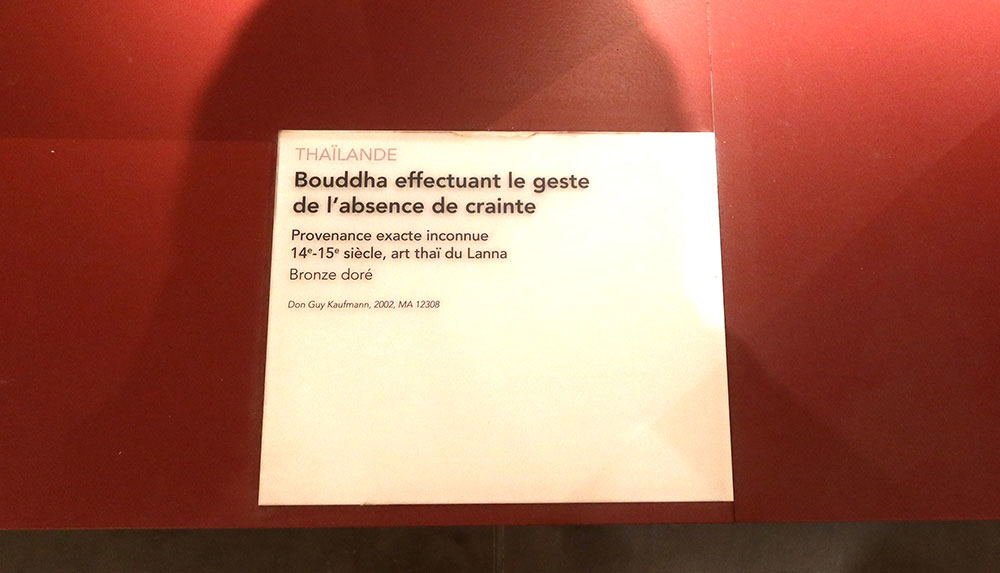 THAÏLANDE
Bouddha effectuant le geste
de l’absence de crainte
Provenance exacte inconnue
14e-15e siècle, art thaï du Lanna
Bronze doré
Don Guy Kaufmann, 2002, MA 12308